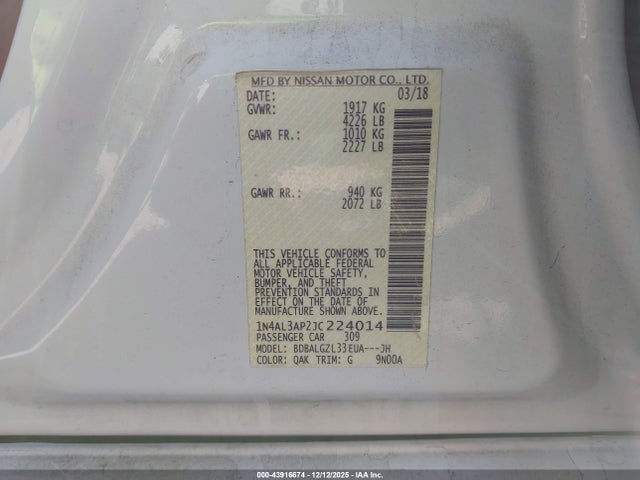 MFD BY NISSAN MOTOR CO., LTD.
DATE: 03/18
GVWR: 1917 KG
4226 LB
GAWR FR.: 1010 KG
2227 LB
GAWR RR.: 940 KG
2072 LB
THIS VEHICLE CONFORMS TO
ALL APPLICABLE FEDERAL
MOTOR VEHICLE SAFETY,
BUMPER, AND THEFT
PREVENTION STANDARDS IN
EFFECT ON THE DATE OF
MFR SHOWN ABOVE.
1N4AL3AP2JC224014
PASSENGER CAR 309
MODEL: BDBALGZL33EUA---JH
COLOR: QAK TRIM: G 9N00A
000-43916674 - 12/12/2025 - IAA Inc.